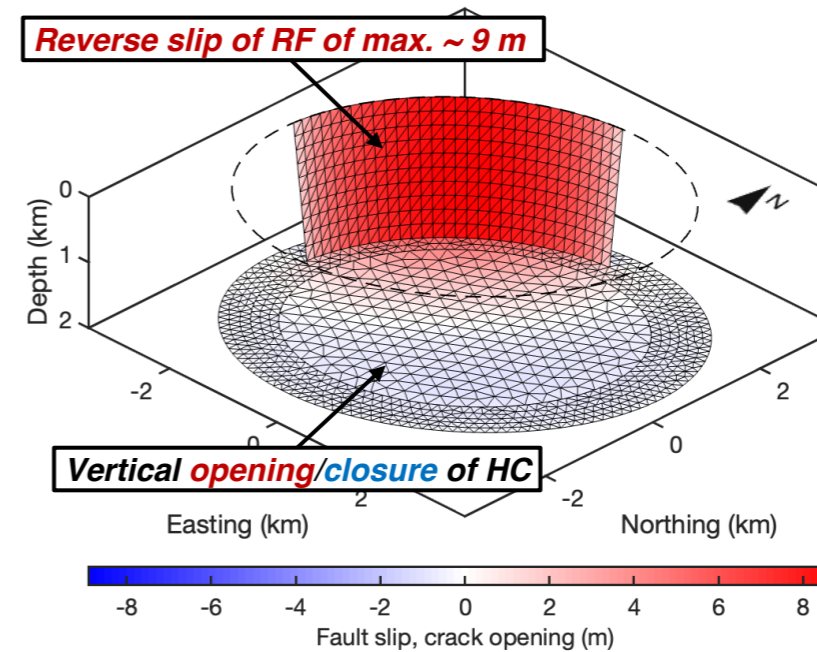 Reverse slip of RF of max. ~ 9 m
N
0
1
2
Depth (km)
-2
0
2
Easting (km)
2
0
-2
Northing (km)
Vertical opening/closure of HC
-8 -6 -4 -2 0 2 4 6 8
Fault slip, crack opening (m)